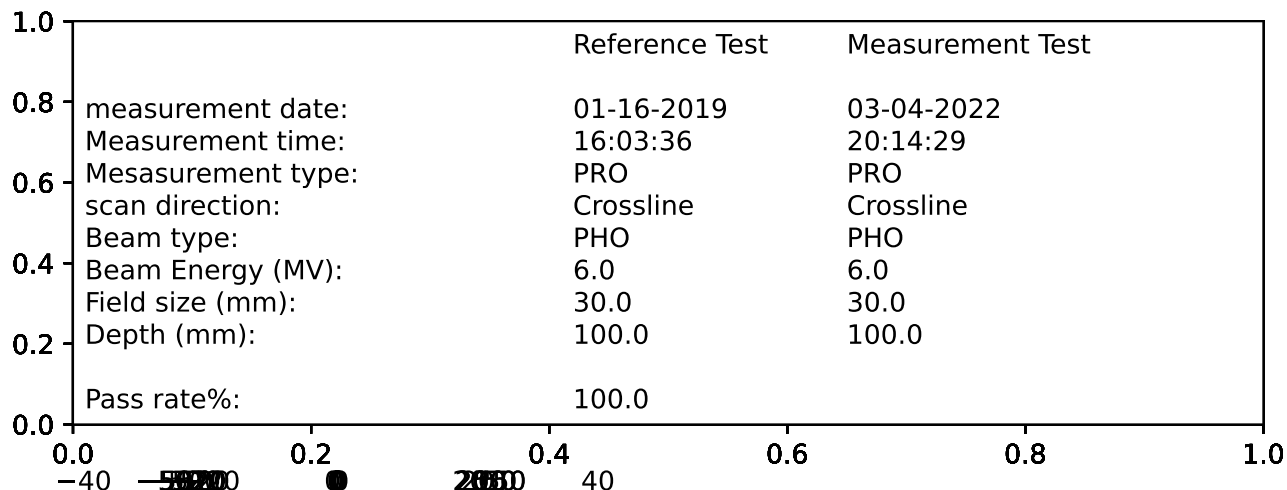 1.0
Reference Test Measurement Test
0.8 measurement date: 01-16-2019 03-04-2022
Measurement time: 16:03:36 20:14:29
0.6 Mesasurement type: PRO PRO
scan direction: Crossline Crossline
Beam type: PHO PHO
0.4 Beam Energy (MV): 6.0 6.0
Field size (mm): 30.0 30.0
0.2 Depth (mm): 100.0 100.0
Pass rate%: 100.0
0.0
0.0 0.2 0.4 0.6 0.8 1.0
−40 40